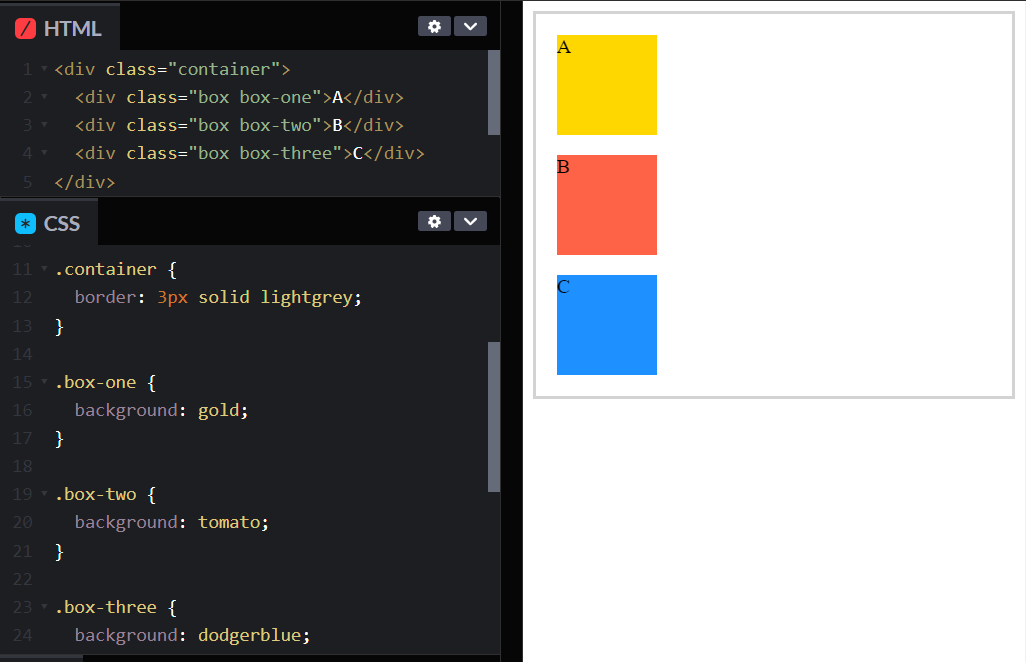 HTML
1 <div class="container">
2 <div class="box box-one">A</div>
3 <div class="box box-two">B</div>
4 <div class="box box-three">C</div>
5 </div>
CSS
11 .container {
12 border: 3px solid lightgrey;
13 }
14
15 .box-one {
16 background: gold;
17 }
18
19 .box-two {
20 background: tomato;
21 }
22
23 .box-three {
24 background: dodgerblue;
A
B
C